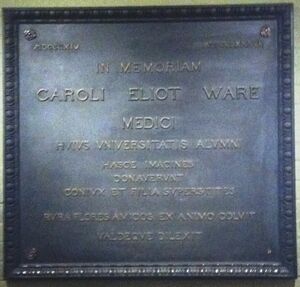 MDCCCXIV
IN MEMORIAM
CAROLI ELIOT WARE
MEDICI
HVIVS VNIVERSITATIS ALVMNI
HASCE IMAGINES
DONAVERVNT
CONIVX ET FILIA SVPERSTITES
RVRA FLORES AMICOS EX ANIMO COLVIT
VALDEQVE DILEXIT